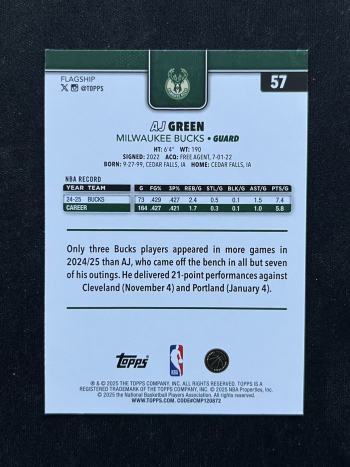 FLAGSHIP
57
@TOPPS
AJ GREEN
MILWAUKEE BUCKS • GUARD
HT: 6'4" WT: 190
SIGNED: 2022 ACQ: FREE AGENT, 7-01-22
BORN: 9-27-99, CEDAR FALLS, IA HOME: CEDAR FALLS, IA
NBA RECORD
YEAR TEAM G FG% 3P% REB/G STL/G BLK/G AST/G PTS/G
24-25 BUCKS 73 .429 .427 2.4 0.5 0.1 1.5 7.4
CAREER 164 .427 .421 1.7 0.3 0.1 1.0 5.8
Only three Bucks players appeared in more games in
2024/25 than AJ, who came off the bench in all but seven
of his outings. He delivered 21-point performances against
Cleveland (November 4) and Portland (January 4).
topps
NBA
® & © 2025 THE TOPPS COMPANY, INC. ALL RIGHTS RESERVED. TOPPS IS A
REGISTERED TRADEMARK OF THE TOPPS COMPANY, INC. © 2025 NBA Properties, Inc.
© 2025 the National Basketball Players Association. All rights reserved.
WWW.TOPPS.COM. CODE#CMP120872